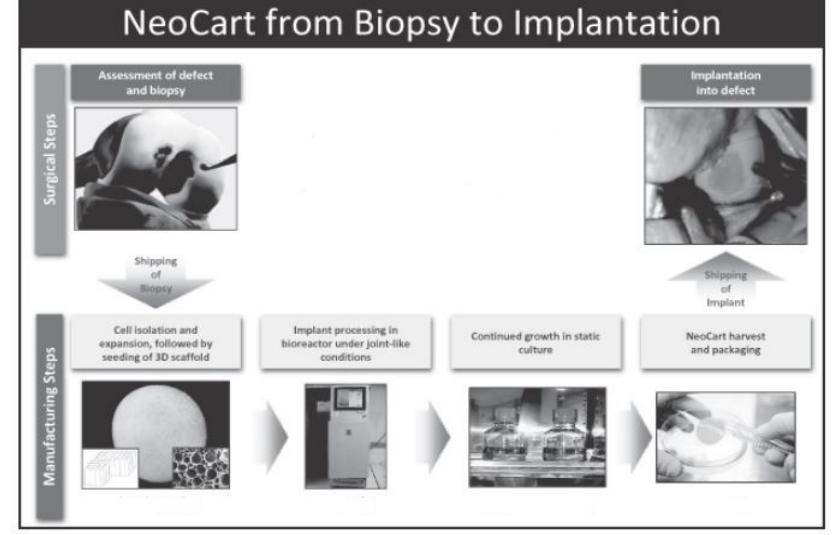 NeoCart from Biopsy to Implantation
Surgical Steps
Assessment of defect
and biopsy
Implantation
into defect
Shipping
of
Biopsy
Shipping
of
Implant
Manufacturing Steps
Cell isolation and
expansion, followed by
seeding of 3D scaffold
Implant processing in
bioreactor under joint-like
conditions
Continued growth in static
culture
NeoCart harvest
and packaging